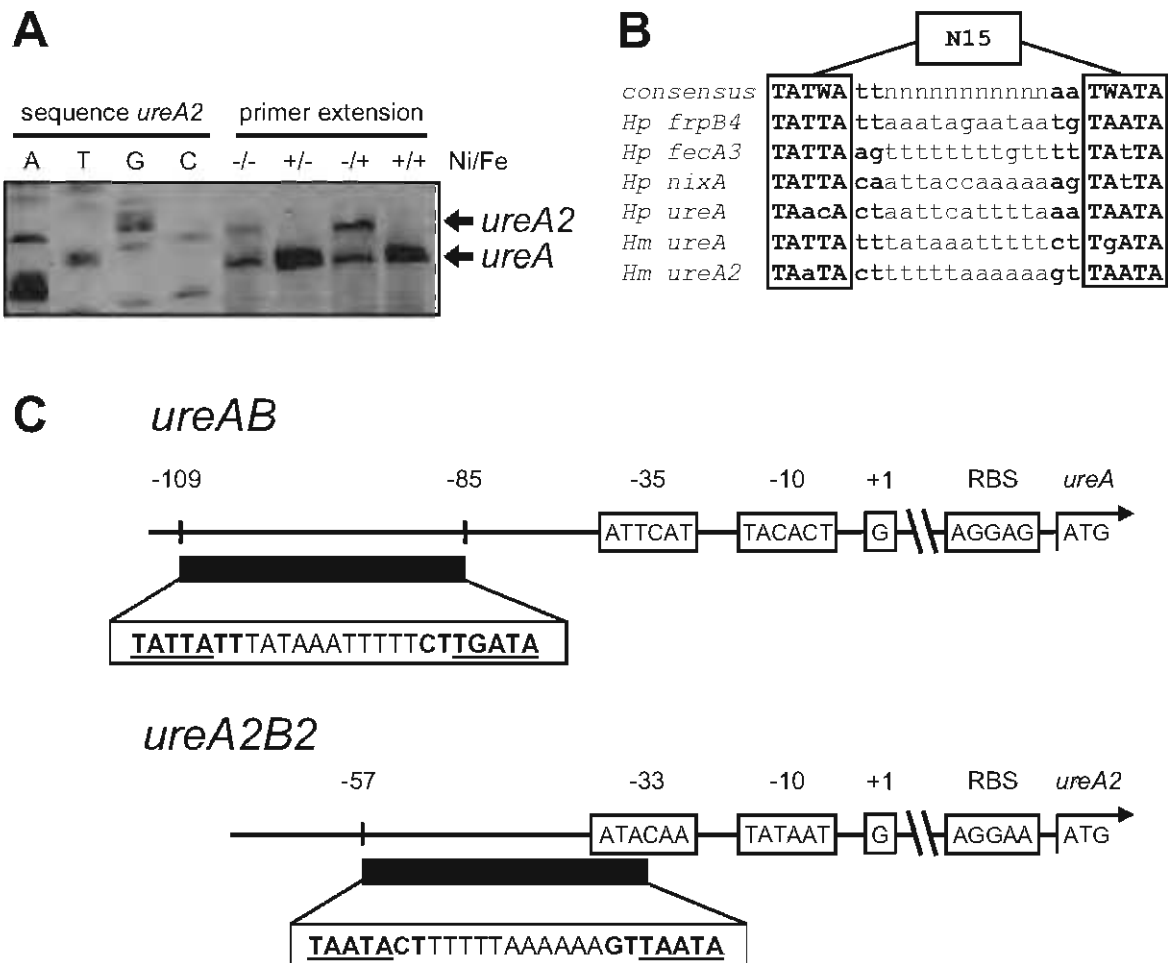 A
sequence ureA2 primer extension
A T G C -/- +/- -/+ +/+ Ni/Fe
ureA2
ureA
B
N15
consensus TATWA ttnnnnnnnnnnnaa TWATA
Hp frpB4 TATTA ttaaatagaataatg TAATA
Hp fecA3 TATTA agttttttttgttttt TAtTA
Hp nixA TATTA caattaccaaaaaag TAtTA
Hp ureA TAacA ctaattcattttaaa TAATA
Hm ureA TATTA tttataaatttttct TgATA
Hm ureA2 TAaTA cttttttaaaaaagt TAATA
C
ureAB
-109 -85 -35 -10 +1 RBS ureA
ATTCAT TACACT G AGGAG ATG
TATTATTTATAAATTTTTCTTGATA
ureA2B2
-57 -33 -10 +1 RBS ureA2
ATACAA TATAAT G AGGAA ATG
TAATACTTTTTTAAAAAAGTTAATA